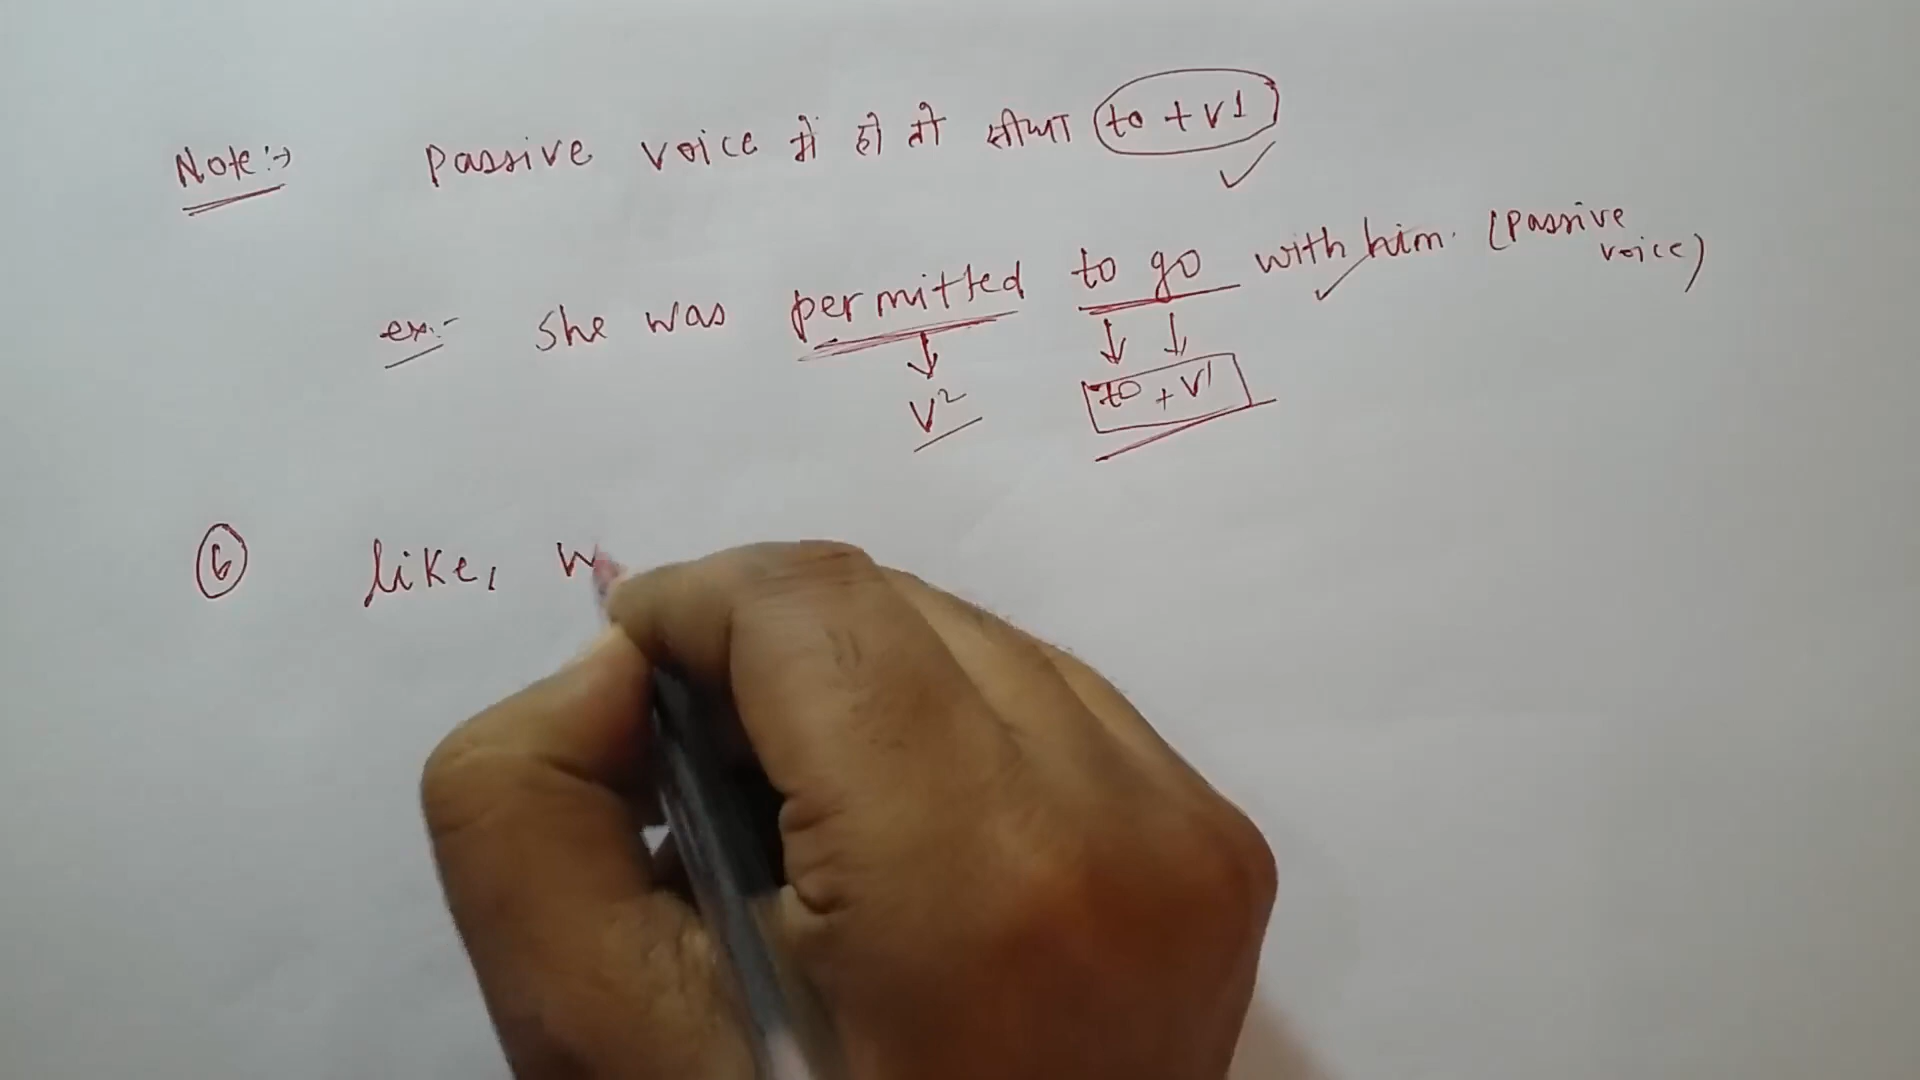 Note:→ Passive voice में हो तो सीधा to + V1
ex:- She was permitted to go with him. (Passive voice)
↓ ↓ ↓
V2 to + V1
6 like, w